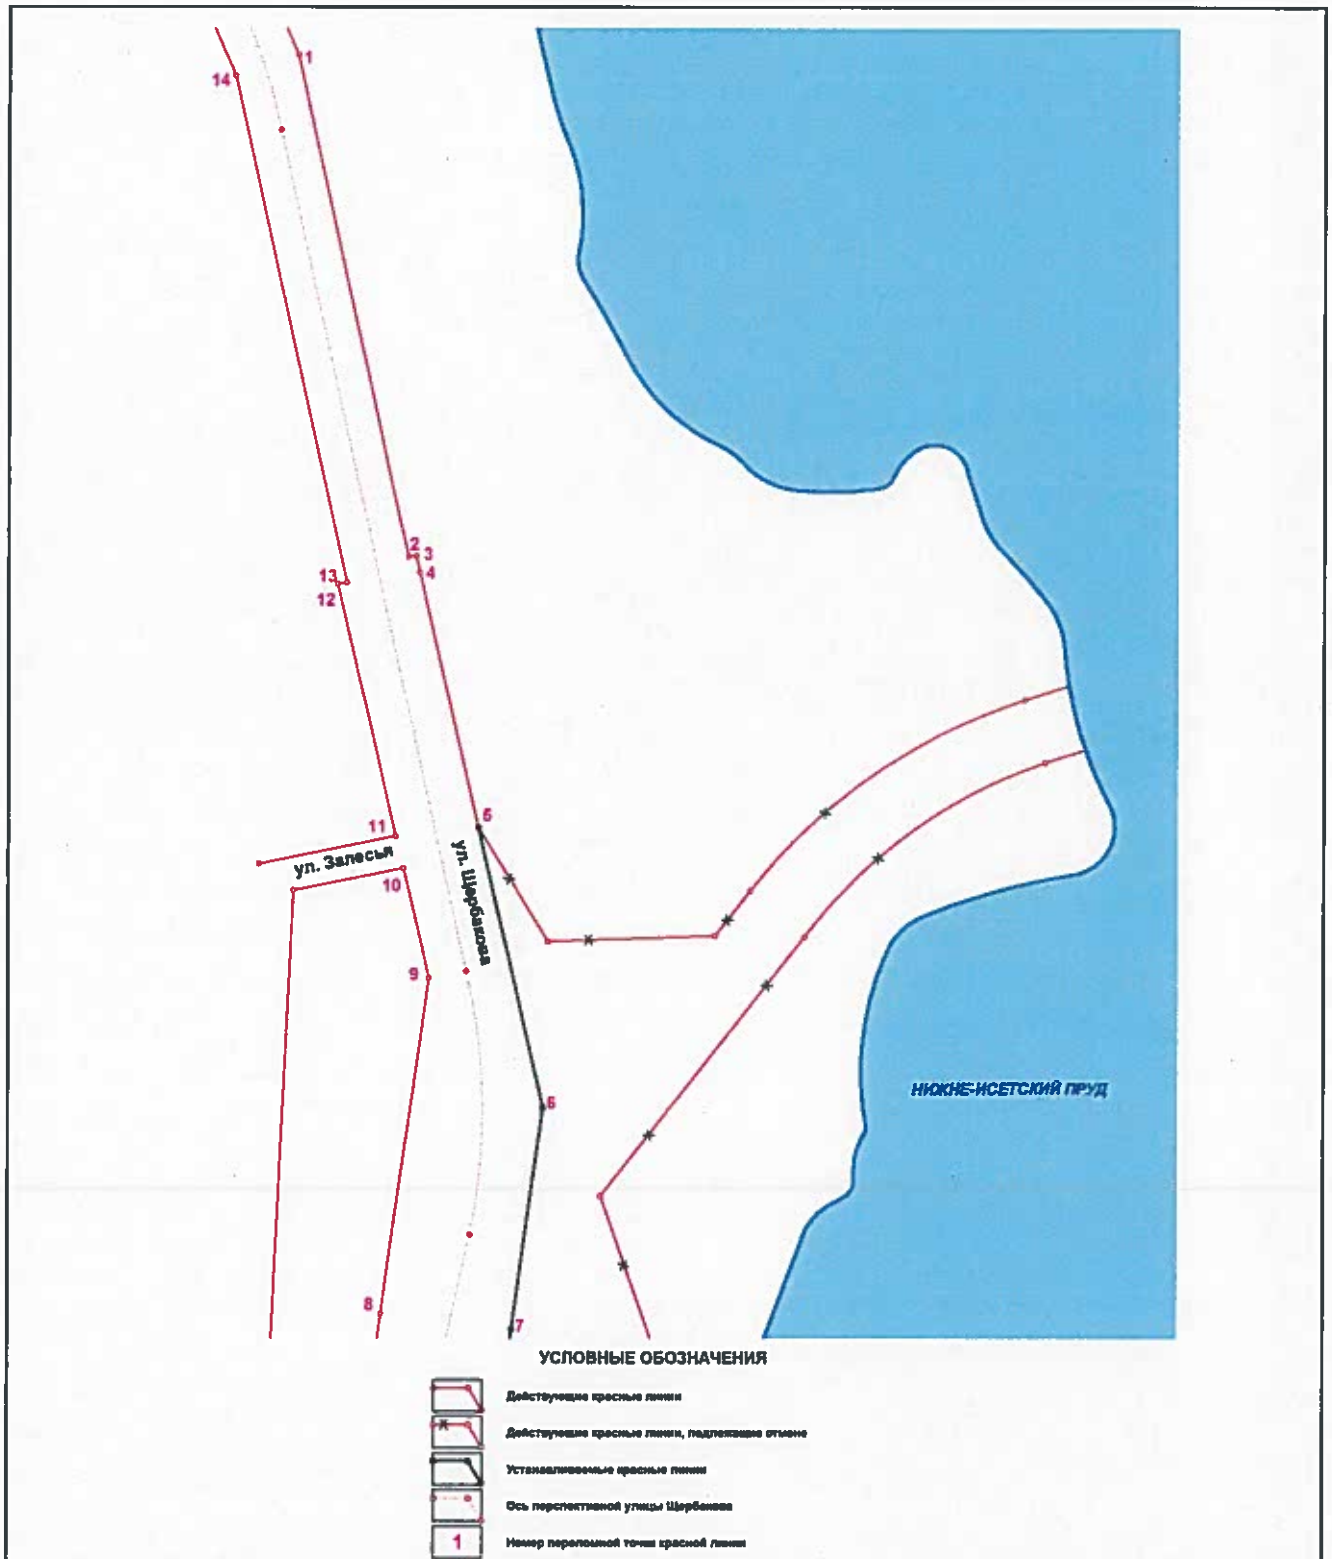 1
14
2
3
4
13
12
5
11
ул. Залесья
10
ул. Щербакова
9
6
НИЖНЕ-ИСЕТСКИЙ ПРУД
8
7
УСЛОВНЫЕ ОБОЗНАЧЕНИЯ
Действующие красные линии
Действующие красные линии, подлежащие отмене
Устанавливаемые красные линии
Ось перспективной улицы Щербакова
1 Номер переломной точки красной линии